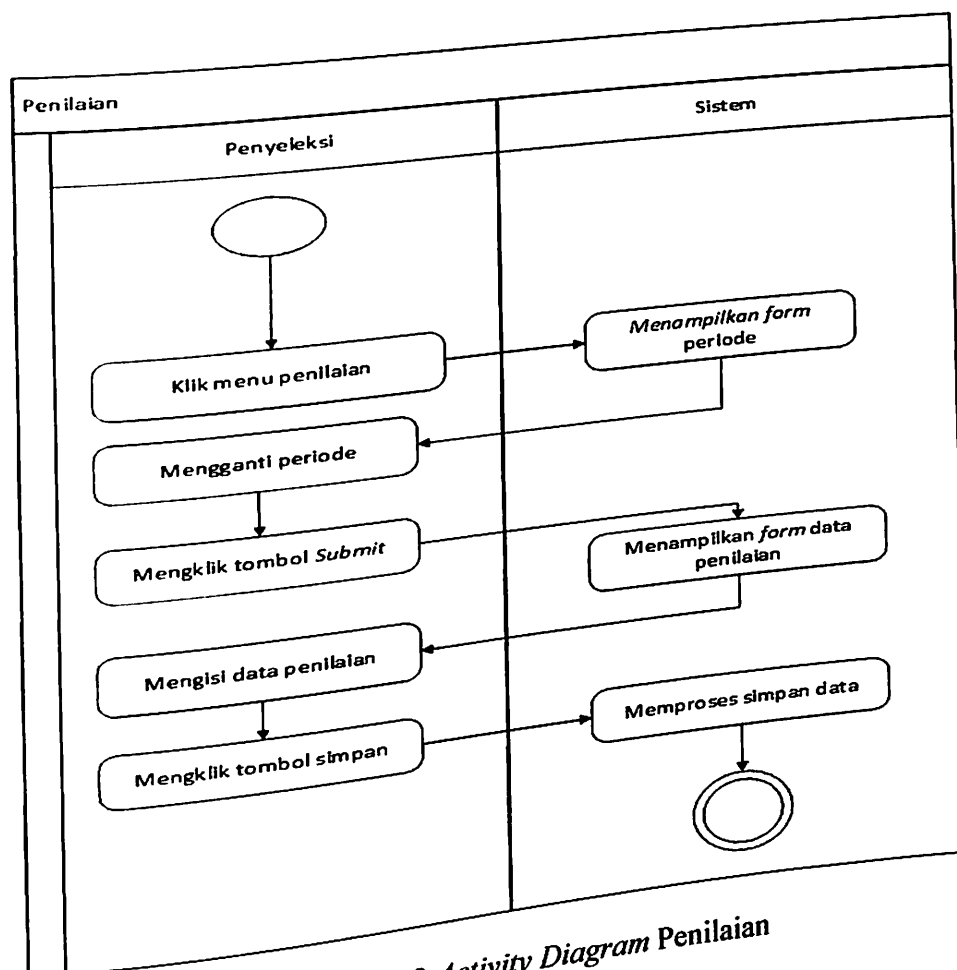 Penilaian
Penyeleksi
Sistem
Klik menu penilaian
Menampilkan form
periode
Mengganti periode
Mengklik tombol Submit
Menampilkan form data
penilaian
Mengisi data penilaian
Mengklik tombol simpan
Memproses simpan data
Activity Diagram Penilaian